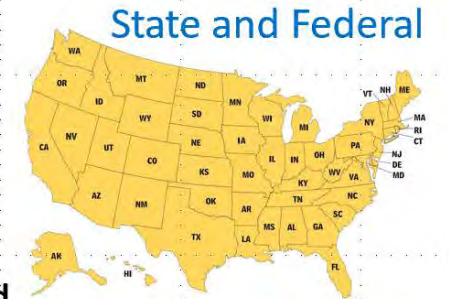 State and Federal
WA
OR
CA
NV
ID
MT
WY
UT
AZ
CO
NM
ND
SD
NE
KS
OK
TX
MN
IA
MO
AR
LA
WI
IL
MI
IN
OH
KY
TN
MS
AL
GA
FL
SC
NC
VA
WV
PA
NY
VT
NH
ME
MA
RI
CT
NJ
DE
MD
AK
HI